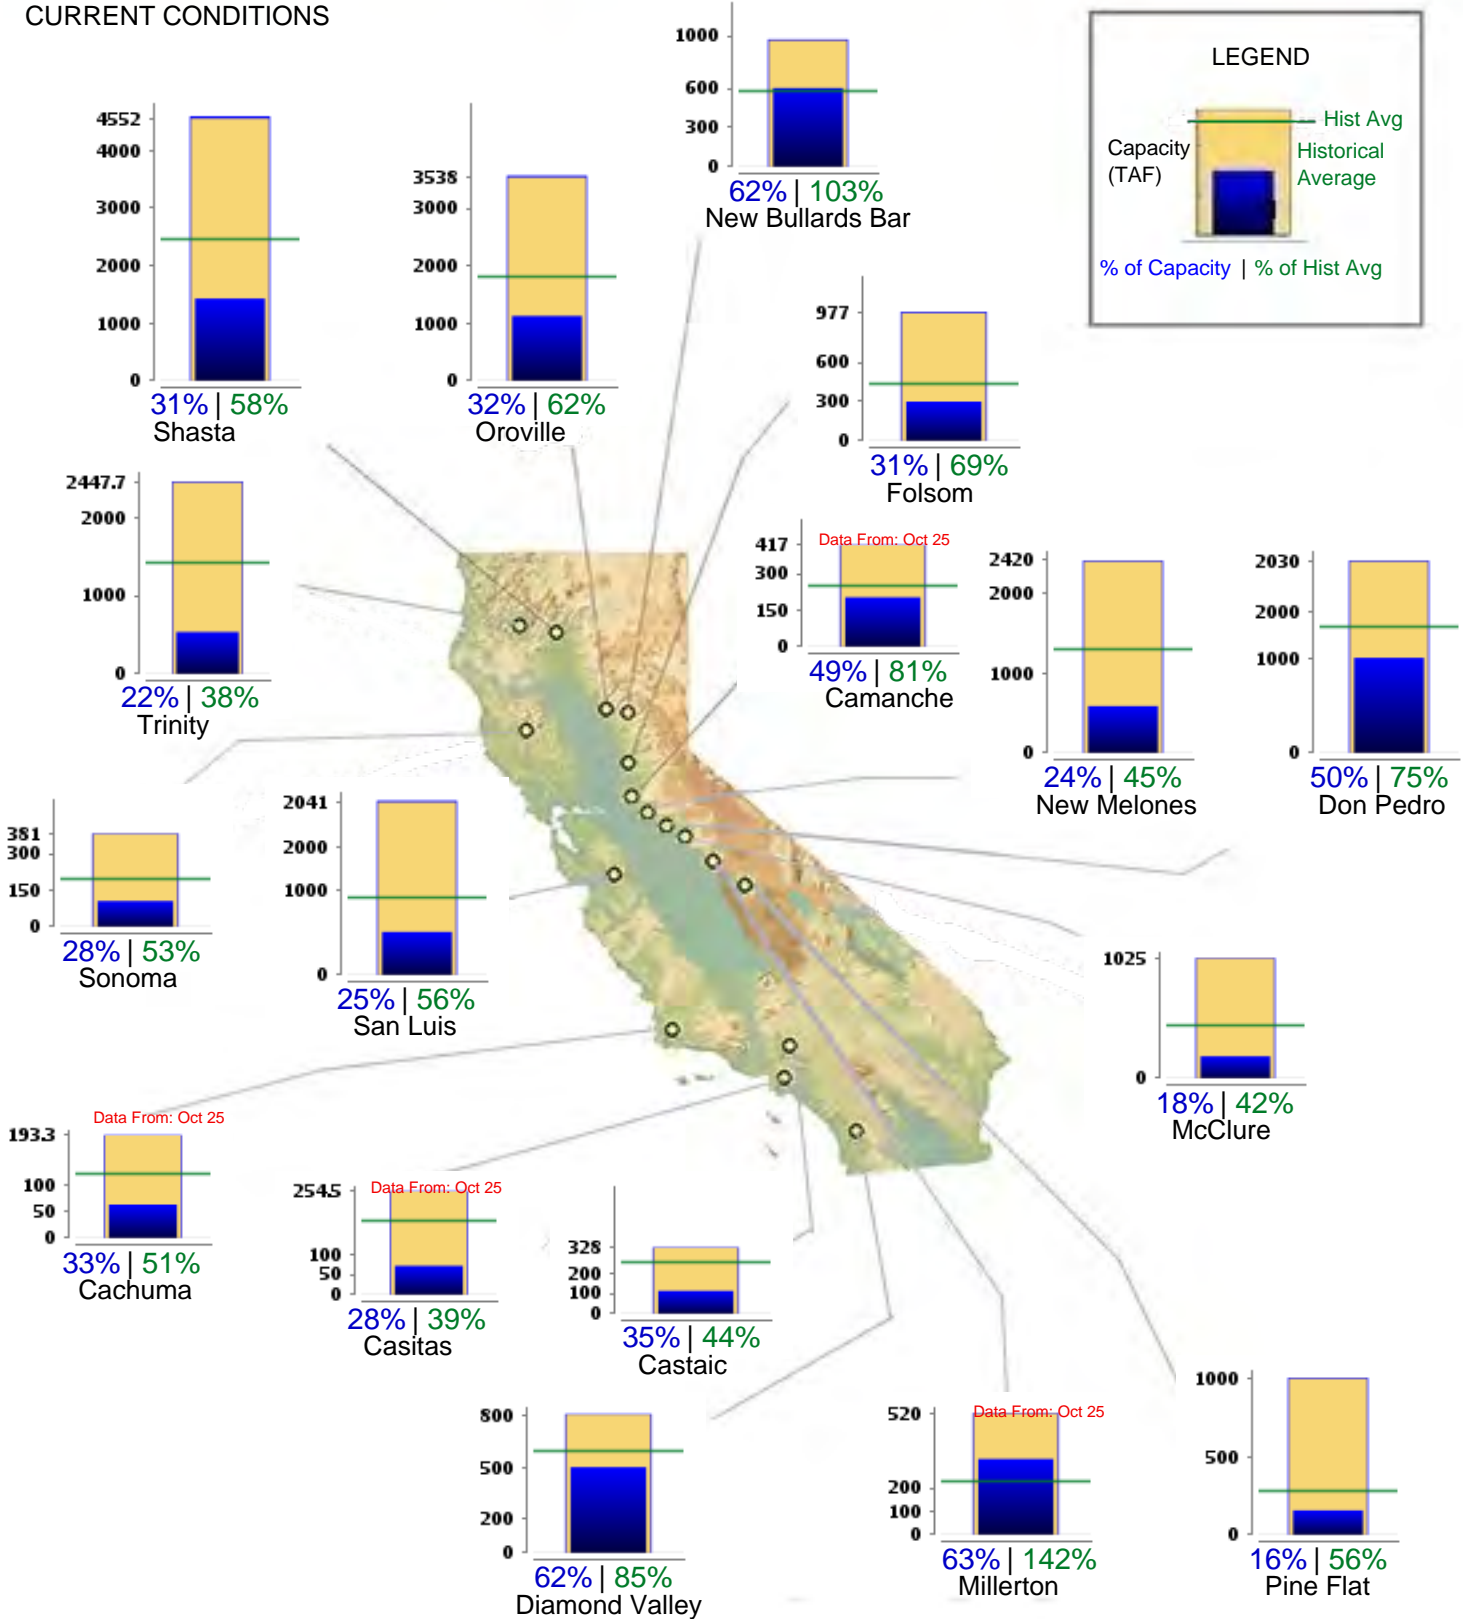 CURRENT CONDITIONS
1000
600
300
0
62% | 103%
New Bullards Bar
LEGEND
Hist Avg
Capacity
(TAF)
Historical
Average
% of Capacity | % of Hist Avg
4552
4000
3000
2000
1000
0
31% | 58%
Shasta
3538
3000
2000
1000
0
32% | 62%
Oroville
977
600
300
0
31% | 69%
Folsom
2447.7
2000
1000
0
22% | 38%
Trinity
Data From: Oct 25
417
300
150
0
49% | 81%
Camanche
2420
2000
1000
0
24% | 45%
New Melones
2030
2000
1000
0
50% | 75%
Don Pedro
381
300
150
0
28% | 53%
Sonoma
2041
2000
1000
0
25% | 56%
San Luis
1025
0
18% | 42%
McClure
Data From: Oct 25
193.3
100
50
0
33% | 51%
Cachuma
Data From: Oct 25
254.5
100
50
0
28% | 39%
Casitas
328
200
100
0
35% | 44%
Castaic
800
500
200
0
62% | 85%
Diamond Valley
Data From: Oct 25
520
200
100
0
63% | 142%
Millerton
1000
500
0
16% | 56%
Pine Flat